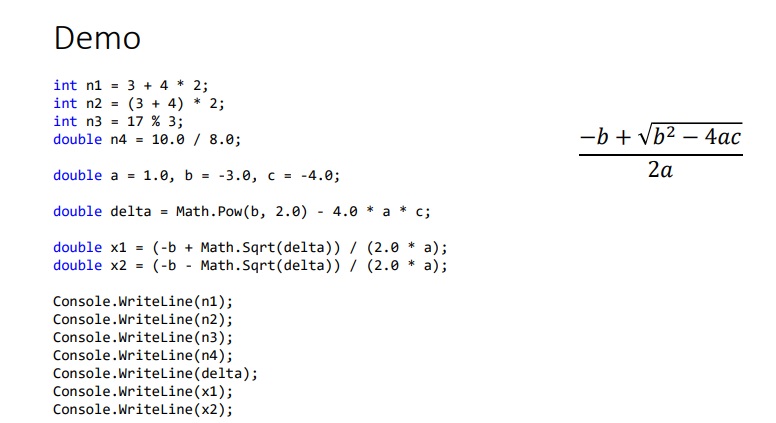 Demo
int n1 = 3 + 4 * 2;
int n2 = (3 + 4) * 2;
int n3 = 17 % 3;
double n4 = 10.0 / 8.0;
double a = 1.0, b = -3.0, c = -4.0;
double delta = Math.Pow(b, 2.0) - 4.0 * a * c;
double x1 = (-b + Math.Sqrt(delta)) / (2.0 * a);
double x2 = (-b - Math.Sqrt(delta)) / (2.0 * a);
Console.WriteLine(n1);
Console.WriteLine(n2);
Console.WriteLine(n3);
Console.WriteLine(n4);
Console.WriteLine(delta);
Console.WriteLine(x1);
Console.WriteLine(x2);
−b + √b² − 4ac
2a